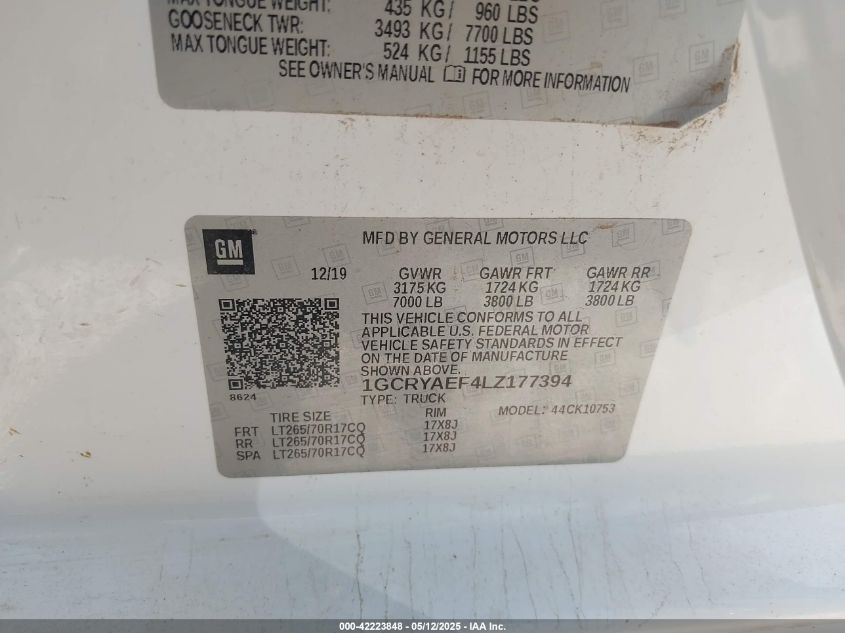 MAX TONGUE WEIGHT: 435 KG/ 960 LBS
GOOSENECK TWR: 3493 KG/ 7700 LBS
MAX TONGUE WEIGHT: 524 KG/ 1155 LBS
SEE OWNER'S MANUAL FOR MORE INFORMATION
GM
MFD BY GENERAL MOTORS LLC
12/19 GVWR GAWR FRT GAWR RR
3175 KG 1724 KG 1724 KG
7000 LB 3800 LB 3800 LB
THIS VEHICLE CONFORMS TO ALL
APPLICABLE U.S. FEDERAL MOTOR
VEHICLE SAFETY STANDARDS IN EFFECT
ON THE DATE OF MANUFACTURE
SHOWN ABOVE.
1GCRYAEF4LZ177394
8624
TYPE: TRUCK MODEL: 44CK10753
TIRE SIZE RIM
FRT LT265/70R17CQ 17X8J
RR LT265/70R17CQ 17X8J
SPA LT265/70R17CQ 17X8J
000-42223848 - 05/12/2025 - IAA Inc.